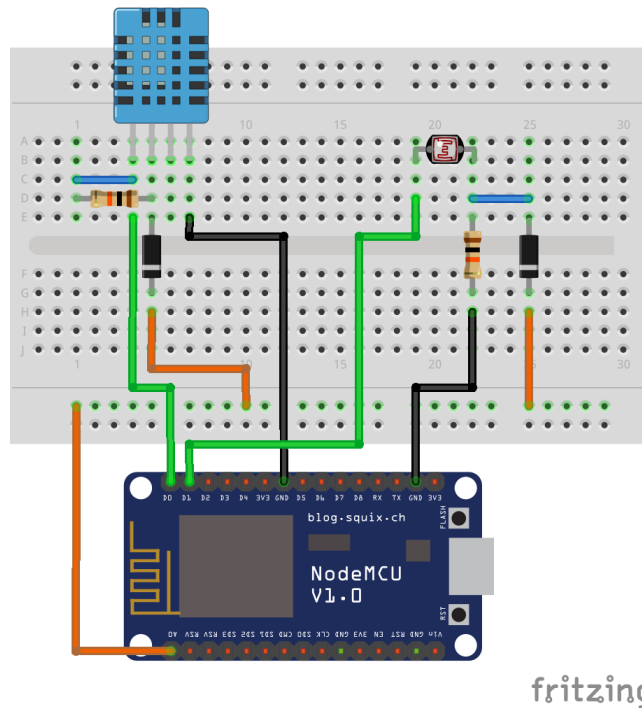 1 10 15 20 25 30
A
B
C
D
E
F
G
H
I
J
1 10 15 20 25 30
D0 D1 D2 D3 D4 3V3 GND D5 D6 D7 D8 RX TX GND 3V3
blog.squix.ch
FLASH
NodeMCU
V1.0
RST
A0 RSV RSV SD3 SD2 SD1 CMD SD0 CLK GND 3V3 EN RST GND Vin
fritzing